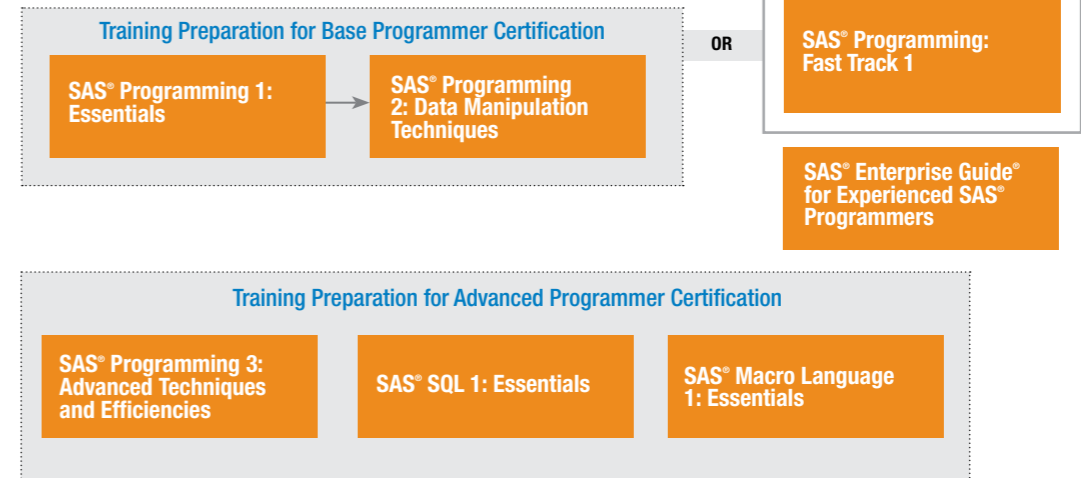 Training Preparation for Base Programmer Certification
SAS® Programming 1:
Essentials
SAS® Programming
2: Data Manipulation
Techniques
OR
SAS® Programming:
Fast Track 1
SAS® Enterprise Guide®
for Experienced SAS®
Programmers
Training Preparation for Advanced Programmer Certification
SAS® Programming 3:
Advanced Techniques
and Efficiencies
SAS® SQL 1: Essentials
SAS® Macro Language
1: Essentials